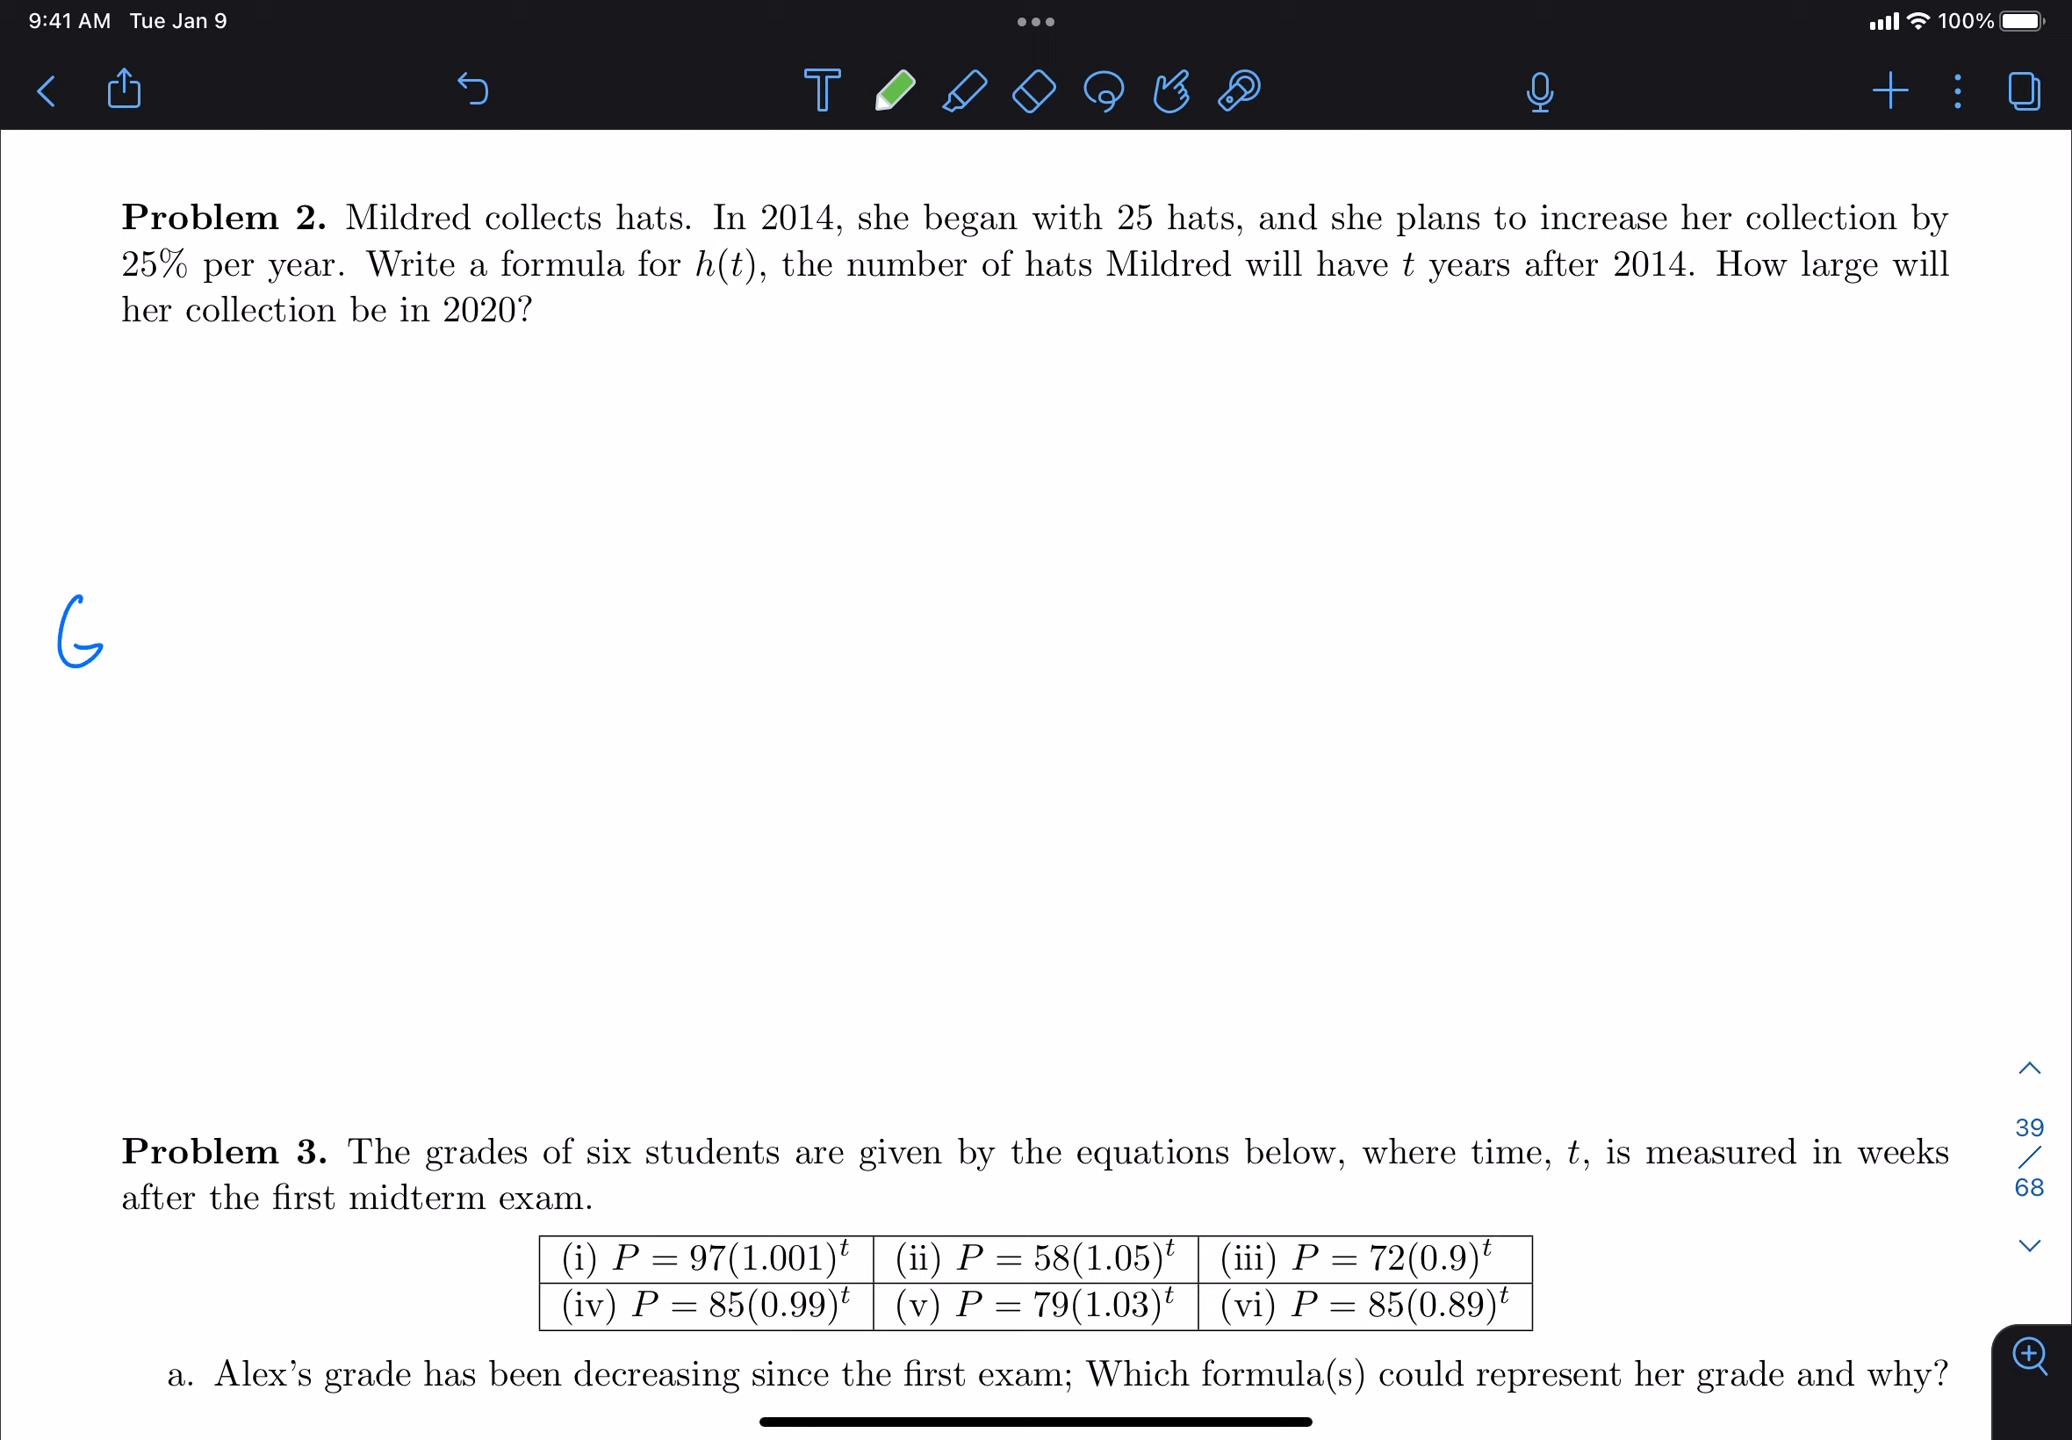 9:41 AM Tue Jan 9
100%
Problem 2. Mildred collects hats. In 2014, she began with 25 hats, and she plans to increase her collection by
25% per year. Write a formula for h(t), the number of hats Mildred will have t years after 2014. How large will
her collection be in 2020?
G
Problem 3. The grades of six students are given by the equations below, where time, t, is measured in weeks
after the first midterm exam.
(i) P = 97(1.001)^t (ii) P = 58(1.05)^t (iii) P = 72(0.9)^t
(iv) P = 85(0.99)^t (v) P = 79(1.03)^t (vi) P = 85(0.89)^t
a. Alex's grade has been decreasing since the first exam; Which formula(s) could represent her grade and why?
39
/
68